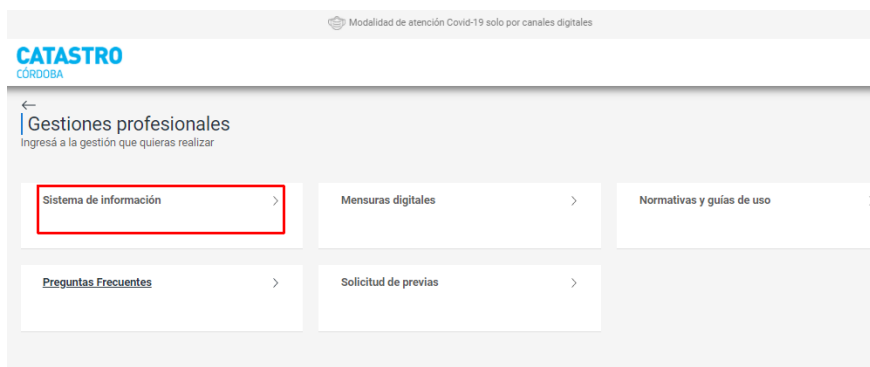 Modalidad de atención Covid-19 solo por canales digitales
CATASTRO
CÓRDOBA
Gestiones profesionales
Ingresá a la gestión que quieras realizar
Sistema de información
Mensuras digitales
Normativas y guías de uso
Preguntas Frecuentes
Solicitud de previas